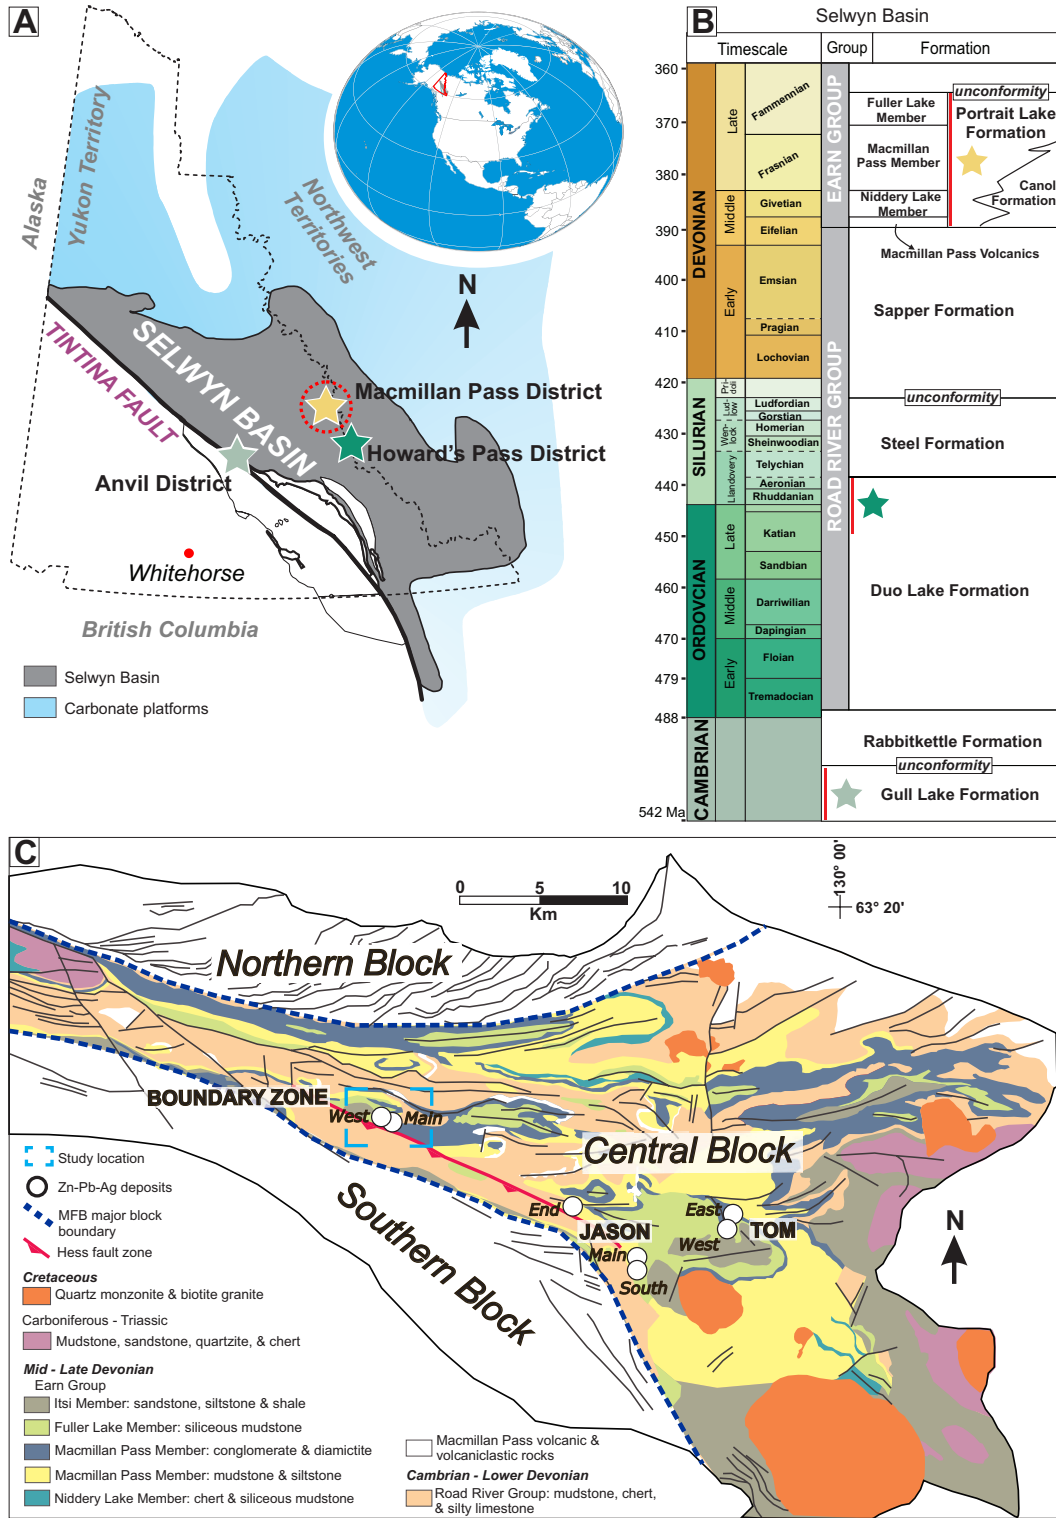 A
Alaska
Yukon Territory
Northwest
Territories
N
SELWYN BASIN
TINTINA FAULT
Macmillan Pass District
Howard's Pass District
Anvil District
Whitehorse
British Columbia
Selwyn Basin
Carbonate platforms
B
Selwyn Basin
Timescale
Group
Formation
360
370
380
390
400
410
420
430
440
450
460
470
479
488
542 Ma
DEVONIAN
SILURIAN
ORDOVCIAN
CAMBRIAN
Late
Middle
Early
Pri-
doli
Lud-
low
Wen-
lock
Llandovery
Late
Middle
Early
Fammennian
Frasnian
Givetian
Eifelian
Emsian
Pragian
Lochovian
Ludfordian
Gorstian
Homerian
Sheinwoodian
Telychian
Aeronian
Rhuddanian
Katian
Sandbian
Darriwilian
Dapingian
Floian
Tremadocian
EARN GROUP
ROAD RIVER GROUP
unconformity
Fuller Lake
Member
Portrait Lake
Formation
Macmillan
Pass Member
Niddery Lake
Member
Canol
Formation
Macmillan Pass Volcanics
Sapper Formation
unconformity
Steel Formation
Duo Lake Formation
Rabbitkettle Formation
unconformity
Gull Lake Formation
C
0 5 10
Km
130° 00'
63° 20'
Northern Block
BOUNDARY ZONE
West
Main
Central Block
Southern Block
End
JASON
Main
South
East
West
TOM
N
Study location
Zn-Pb-Ag deposits
MFB major block
boundary
Hess fault zone
Cretaceous
Quartz monzonite & biotite granite
Carboniferous - Triassic
Mudstone, sandstone, quartzite, & chert
Mid - Late Devonian
Earn Group
Itsi Member: sandstone, siltstone & shale
Fuller Lake Member: siliceous mudstone
Macmillan Pass Member: conglomerate & diamictite
Macmillan Pass Member: mudstone & siltstone
Niddery Lake Member: chert & siliceous mudstone
Macmillan Pass volcanic &
volcaniclastic rocks
Cambrian - Lower Devonian
Road River Group: mudstone, chert,
& silty limestone